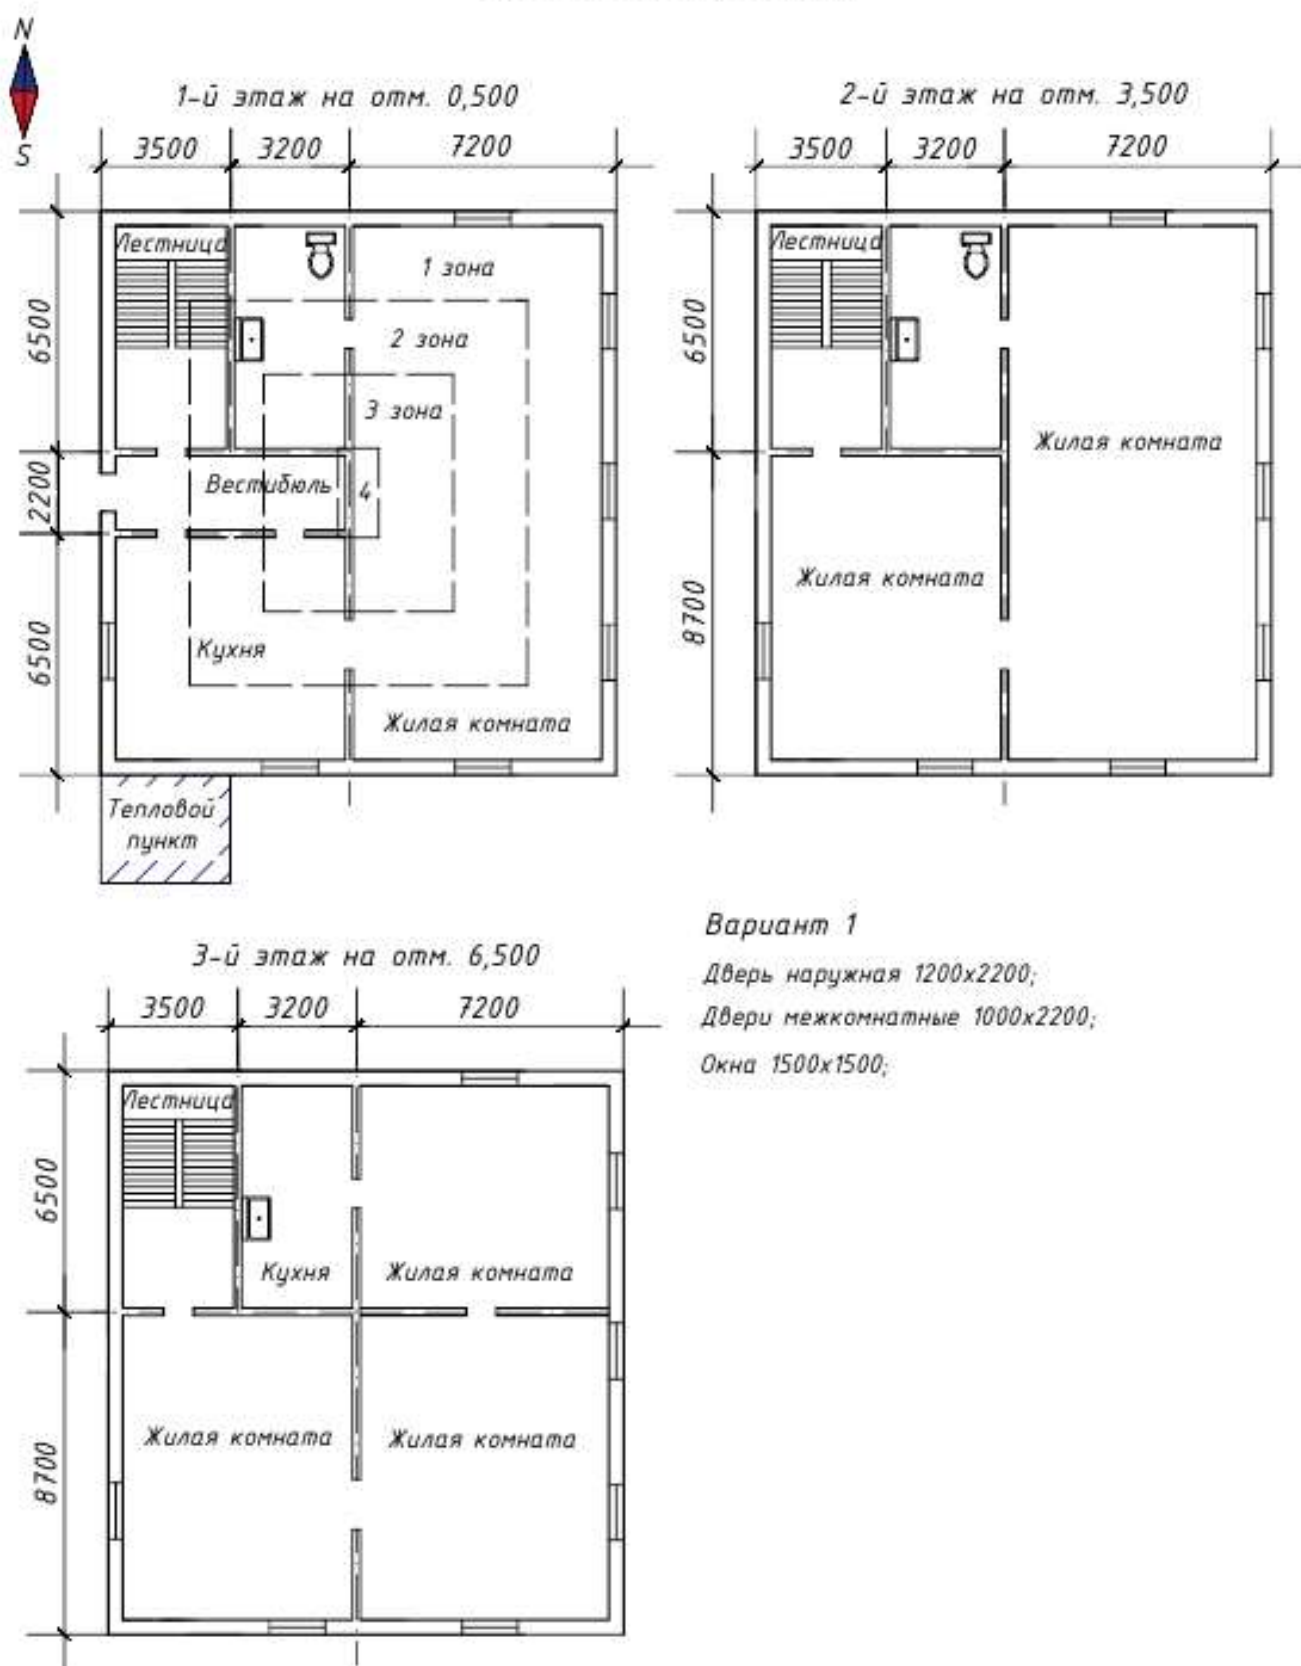 N
S
1-й этаж на отм. 0,500
3500 3200 7200
6500
2200
6500
Лестница
1 зона
2 зона
3 зона
Вестибюль
4
Кухня
Жилая комната
Тепловой
пункт
2-й этаж на отм. 3,500
3500 3200 7200
6500
8700
Лестница
Жилая комната
Жилая комната
3-й этаж на отм. 6,500
3500 3200 7200
6500
8700
Лестница
Кухня
Жилая комната
Жилая комната
Жилая комната
Вариант 1
Дверь наружная 1200х2200;
Двери межкомнатные 1000х2200;
Окна 1500х1500;